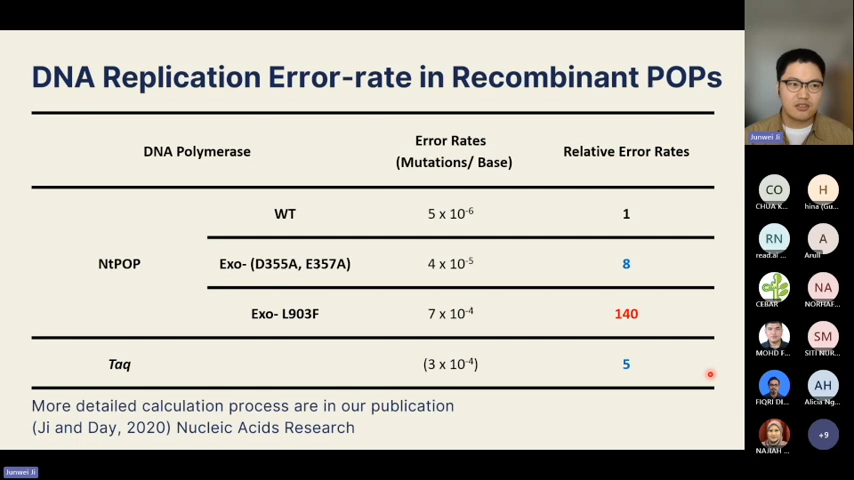 DNA Replication Error-rate in Recombinant POPs
DNA Polymerase
Error Rates
(Mutations/ Base)
Relative Error Rates
NtPOP
WT
5 x 10⁻⁶
1
Exo- (D355A, E357A)
4 x 10⁻⁵
8
Exo- L903F
7 x 10⁻⁴
140
Taq
(3 x 10⁻⁴)
5
More detailed calculation process are in our publication
(Ji and Day, 2020) Nucleic Acids Research
Junwei Ji
CO
CHUA K...
H
hina (Gu...
RN
read.ai ...
A
Arull
CEBAR
NA
NORHAF...
MOHD F...
SM
SITI NUR...
FIQRI DI...
AH
Alicia Ng...
NAJIAH ...
+9
Junwei Ji